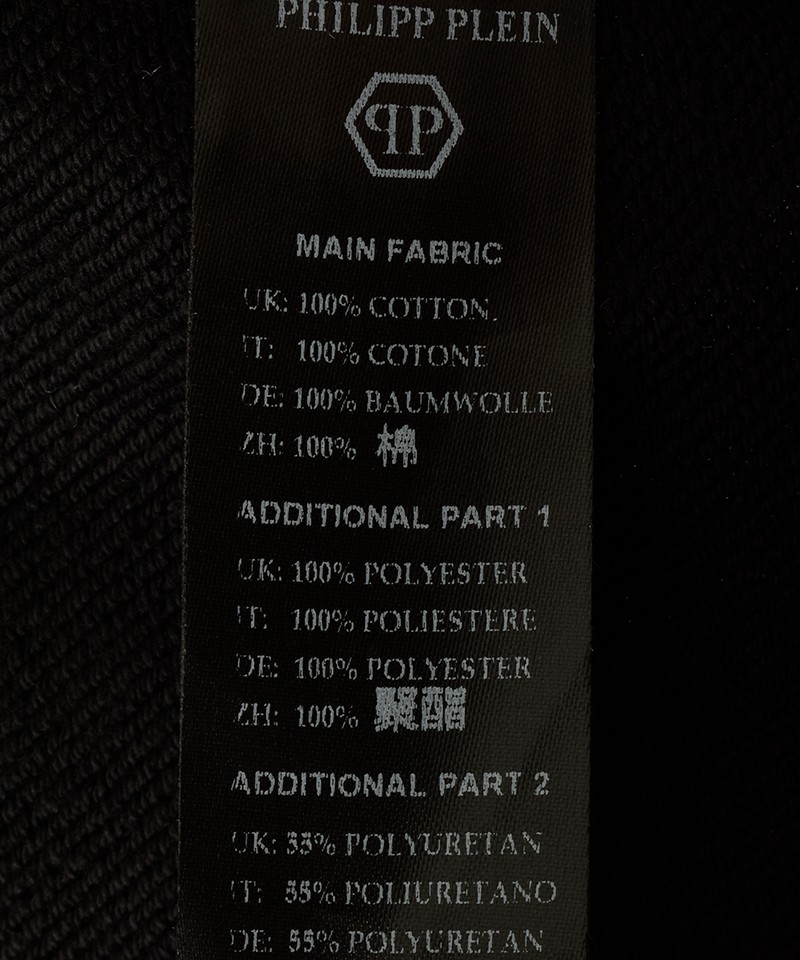 PHILIPP PLEIN
PP
MAIN FABRIC
UK: 100% COTTON.
IT: 100% COTONE
DE: 100% BAUMWOLLE
ZH: 100% 棉
ADDITIONAL PART 1
UK: 100% POLYESTER
IT: 100% POLIESTERE
DE: 100% POLYESTER
ZH: 100%
ADDITIONAL PART 2
UK: 55% POLYURETAN
IT: 55% POLIURETANO
DE: 55% POLYURETAN